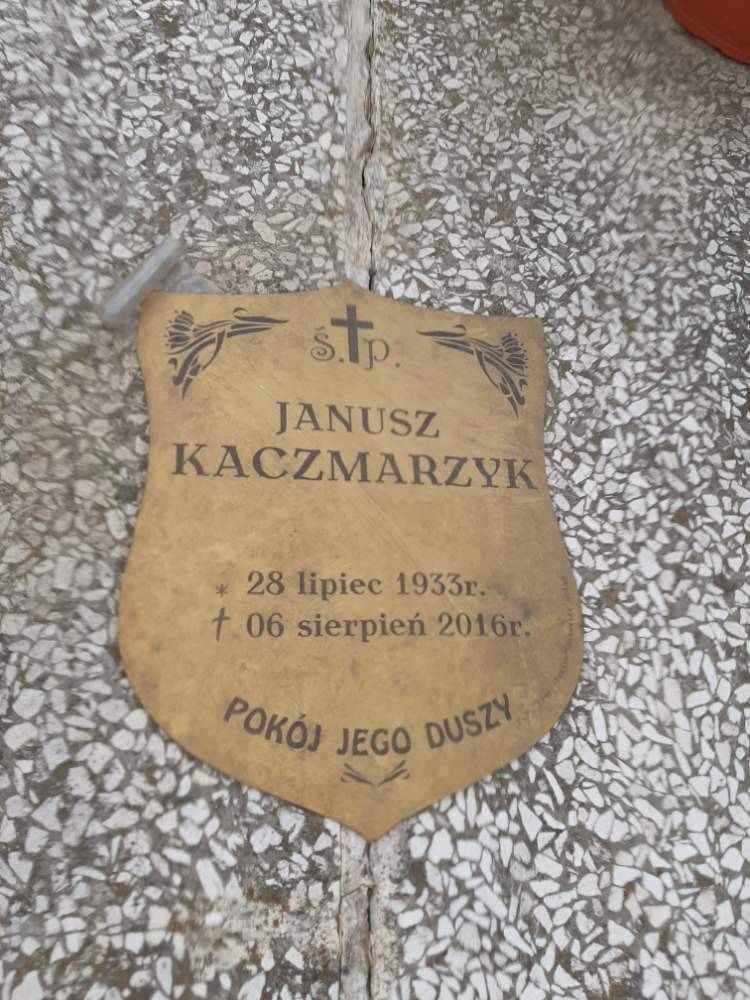 Ś. P.
JANUSZ
KACZMARZYK
* 28 lipiec 1933r.
† 06 sierpień 2016r.
POKÓJ JEGO DUSZY